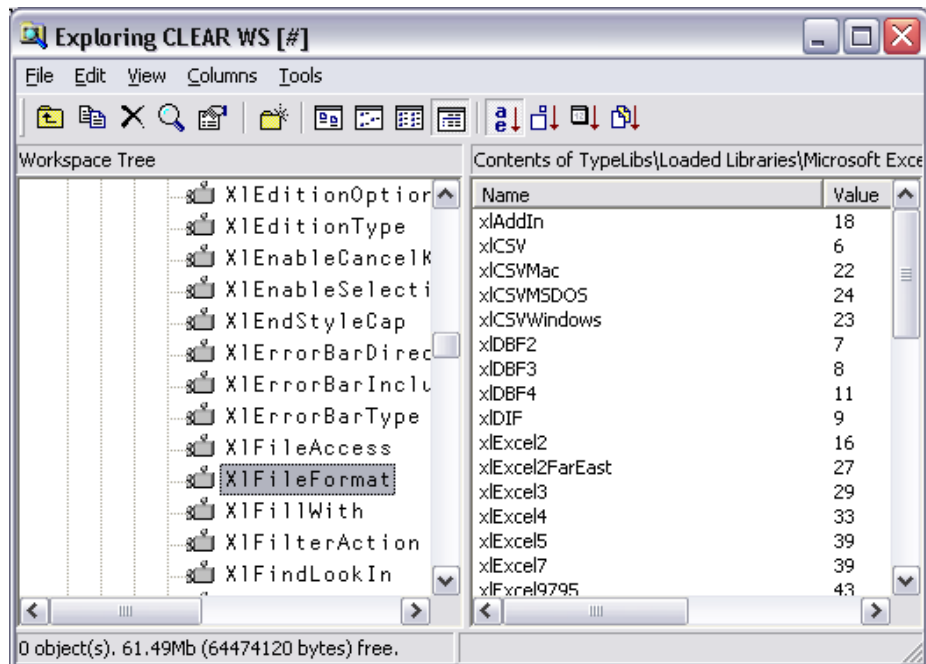 Exploring CLEAR WS [#]
File Edit View Columns Tools
Workspace Tree
Contents of TypeLibs\Loaded Libraries\Microsoft Exce
XlEditionOption
XlEditionType
XlEnableCancelK
XlEnableSelecti
XlEndStyleCap
XlErrorBarDirec
XlErrorBarInclu
XlErrorBarType
XlFileAccess
XlFileFormat
XlFillWith
XlFilterAction
XlFindLookIn
Name Value
xlAddIn 18
xlCSV 6
xlCSVMac 22
xlCSVMSDOS 24
xlCSVWindows 23
xlDBF2 7
xlDBF3 8
xlDBF4 11
xlDIF 9
xlExcel2 16
xlExcel2FarEast 27
xlExcel3 29
xlExcel4 33
xlExcel5 39
xlExcel7 39
xlExcel9795 43
0 object(s). 61.49Mb (64474120 bytes) free.